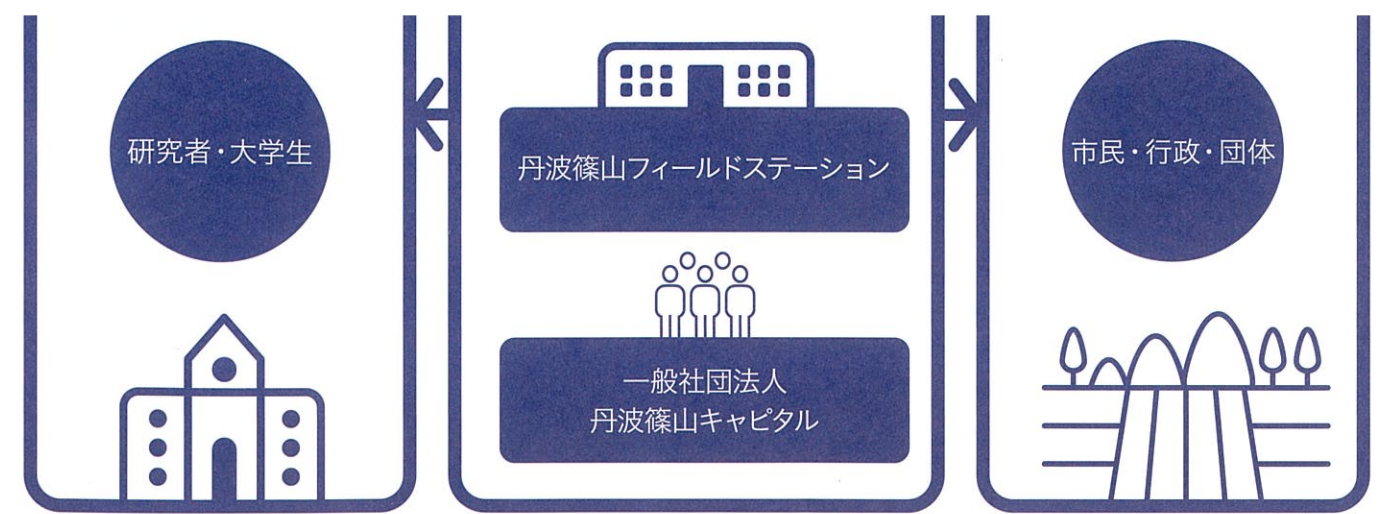 研究者・大学生
丹波篠山フィールドステーション
一般社団法人
丹波篠山キャピタル
市民・行政・団体